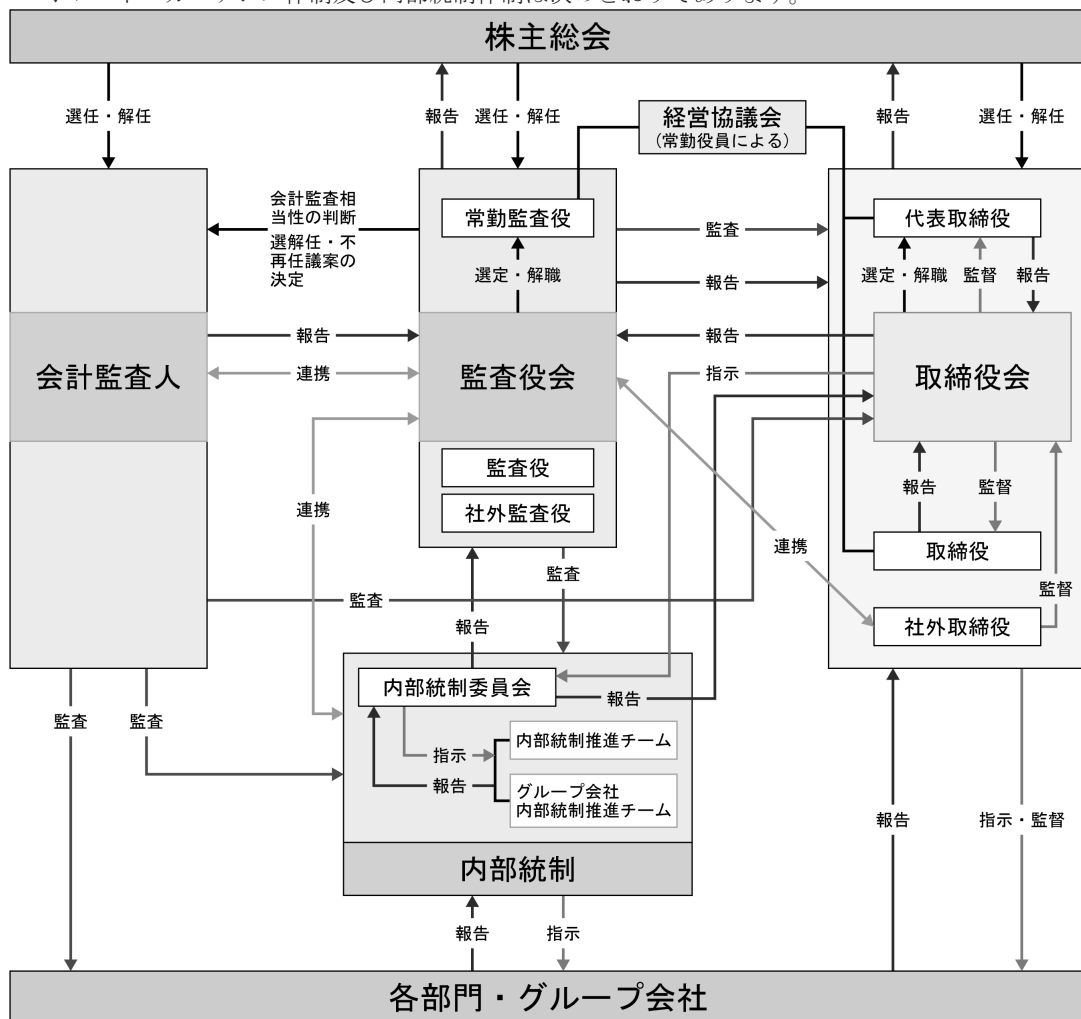 株主総会
選任・解任
報告
選任・解任
報告
選任・解任
経営協議会
(常勤役員による)
会計監査相
当性の判断
選解任・不
再任議案の
決定
常勤監査役
監査
代表取締役
選定・解職
報告
選定・解職
監督
報告
報告
報告
会計監査人
連携
監査役会
指示
取締役会
監査役
社外監査役
連携
報告
監督
連携
取締役
監査
監査
監督
報告
社外取締役
内部統制委員会
報告
監査
監査
指示
内部統制推進チーム
報告
グループ会社
内部統制推進チーム
報告
指示・監督
内部統制
報告
指示
各部門・グループ会社